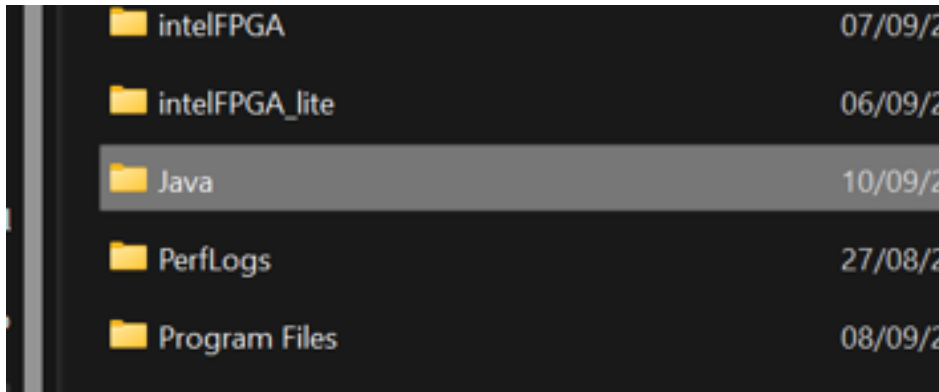 intelFPGA 07/09/2
intelFPGA_lite 06/09/2
Java 10/09/2
PerfLogs 27/08/2
Program Files 08/09/2